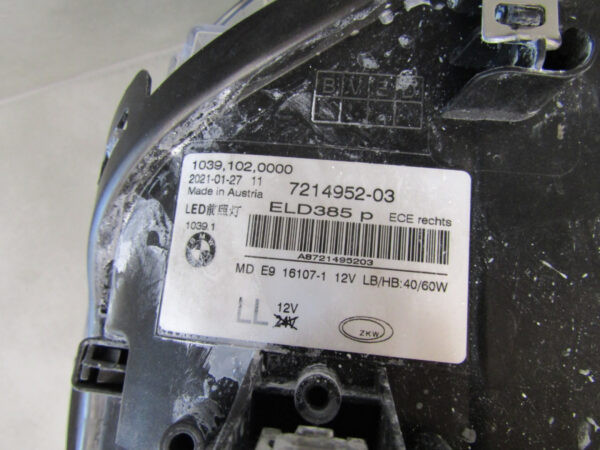 1039,102,0000
2021-01-27 11 7214952-03
Made in Austria
LED前照灯 ELD385 p ECE rechts
1039.1
A8721495203
BMW
MD E9 16107-1 12V LB/HB:40/60W
LL 12V
ZKW